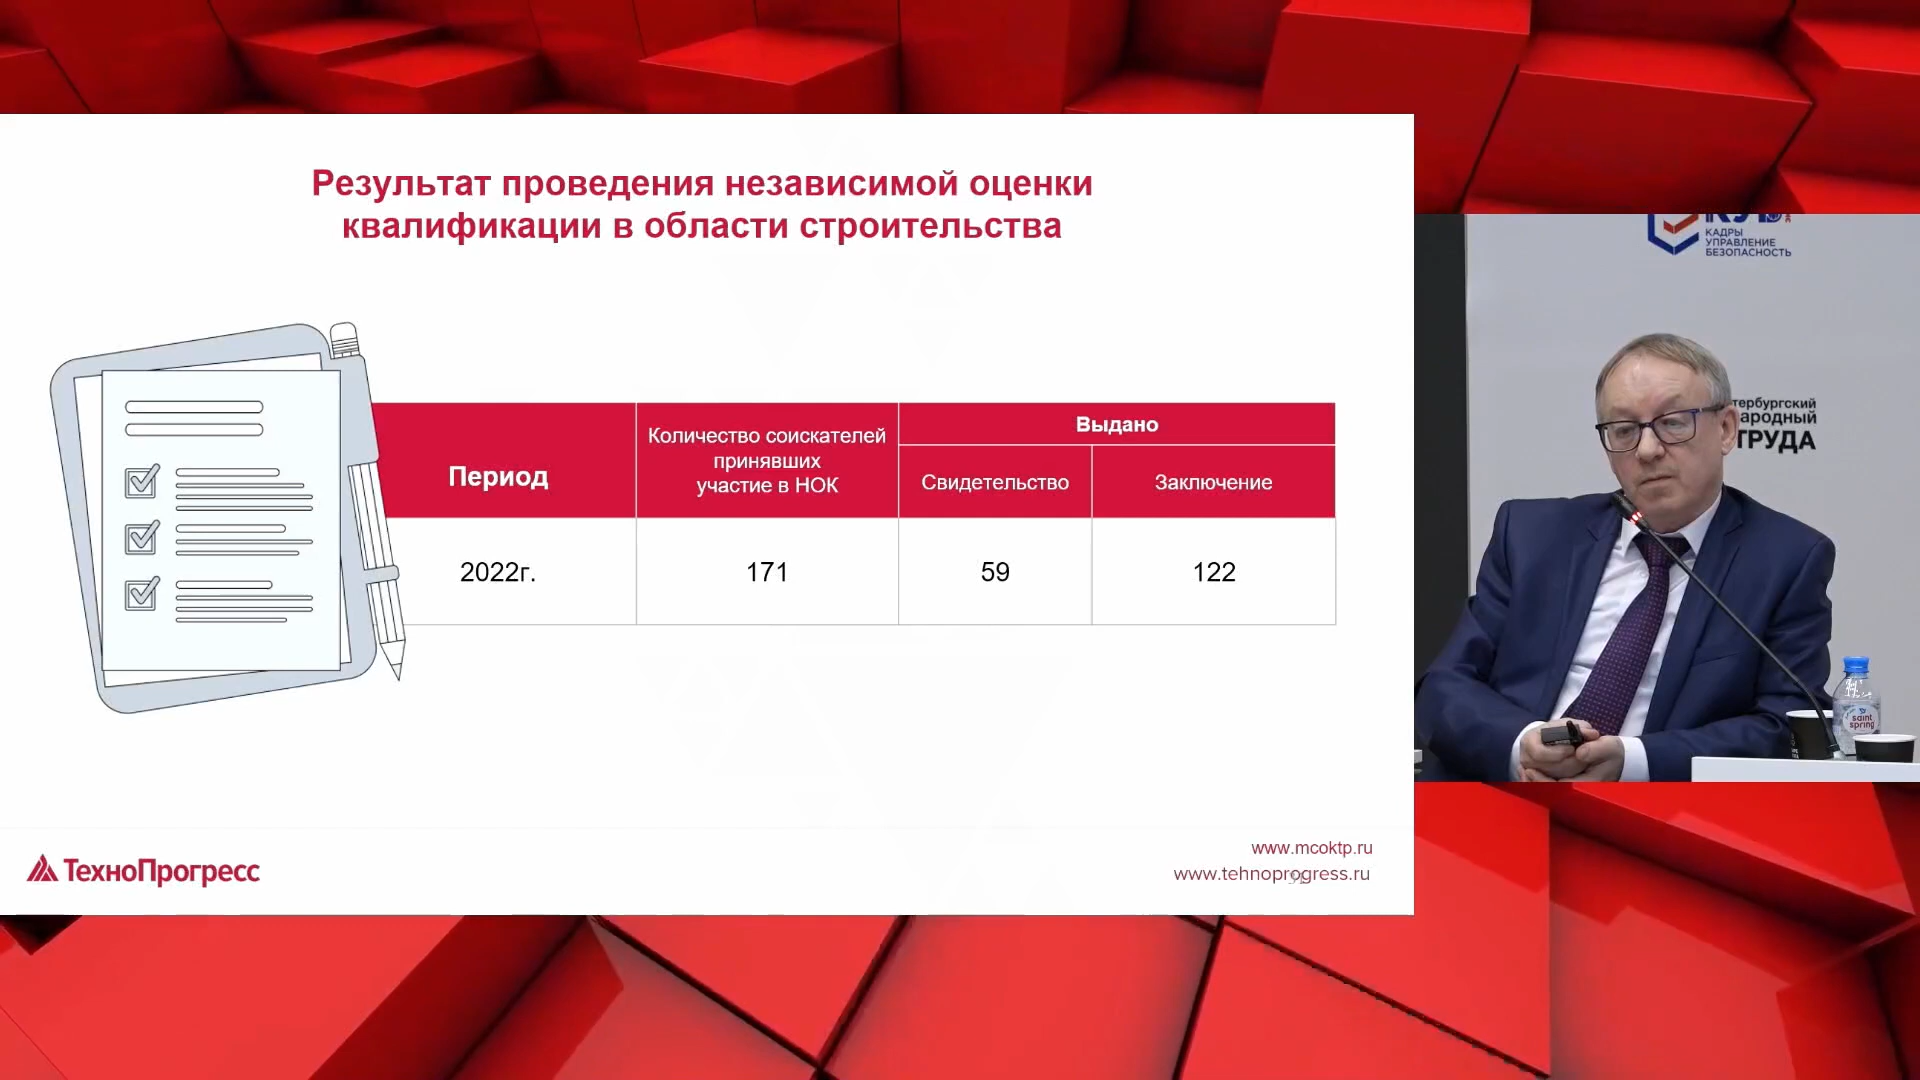 Результат проведения независимой оценки
квалификации в области строительства
Период
Количество соискателей
принявших
участие в НОК
Выдано
Свидетельство
Заключение
2022г.
171
59
122
ТехноПрогресс
www.mcoktp.ru
www.tehnoprogress.ru
КАДРЫ
УПРАВЛЕНИЕ
БЕЗОПАСНОСТЬ
тербургский
ародный
ТРУДА
saint
spring